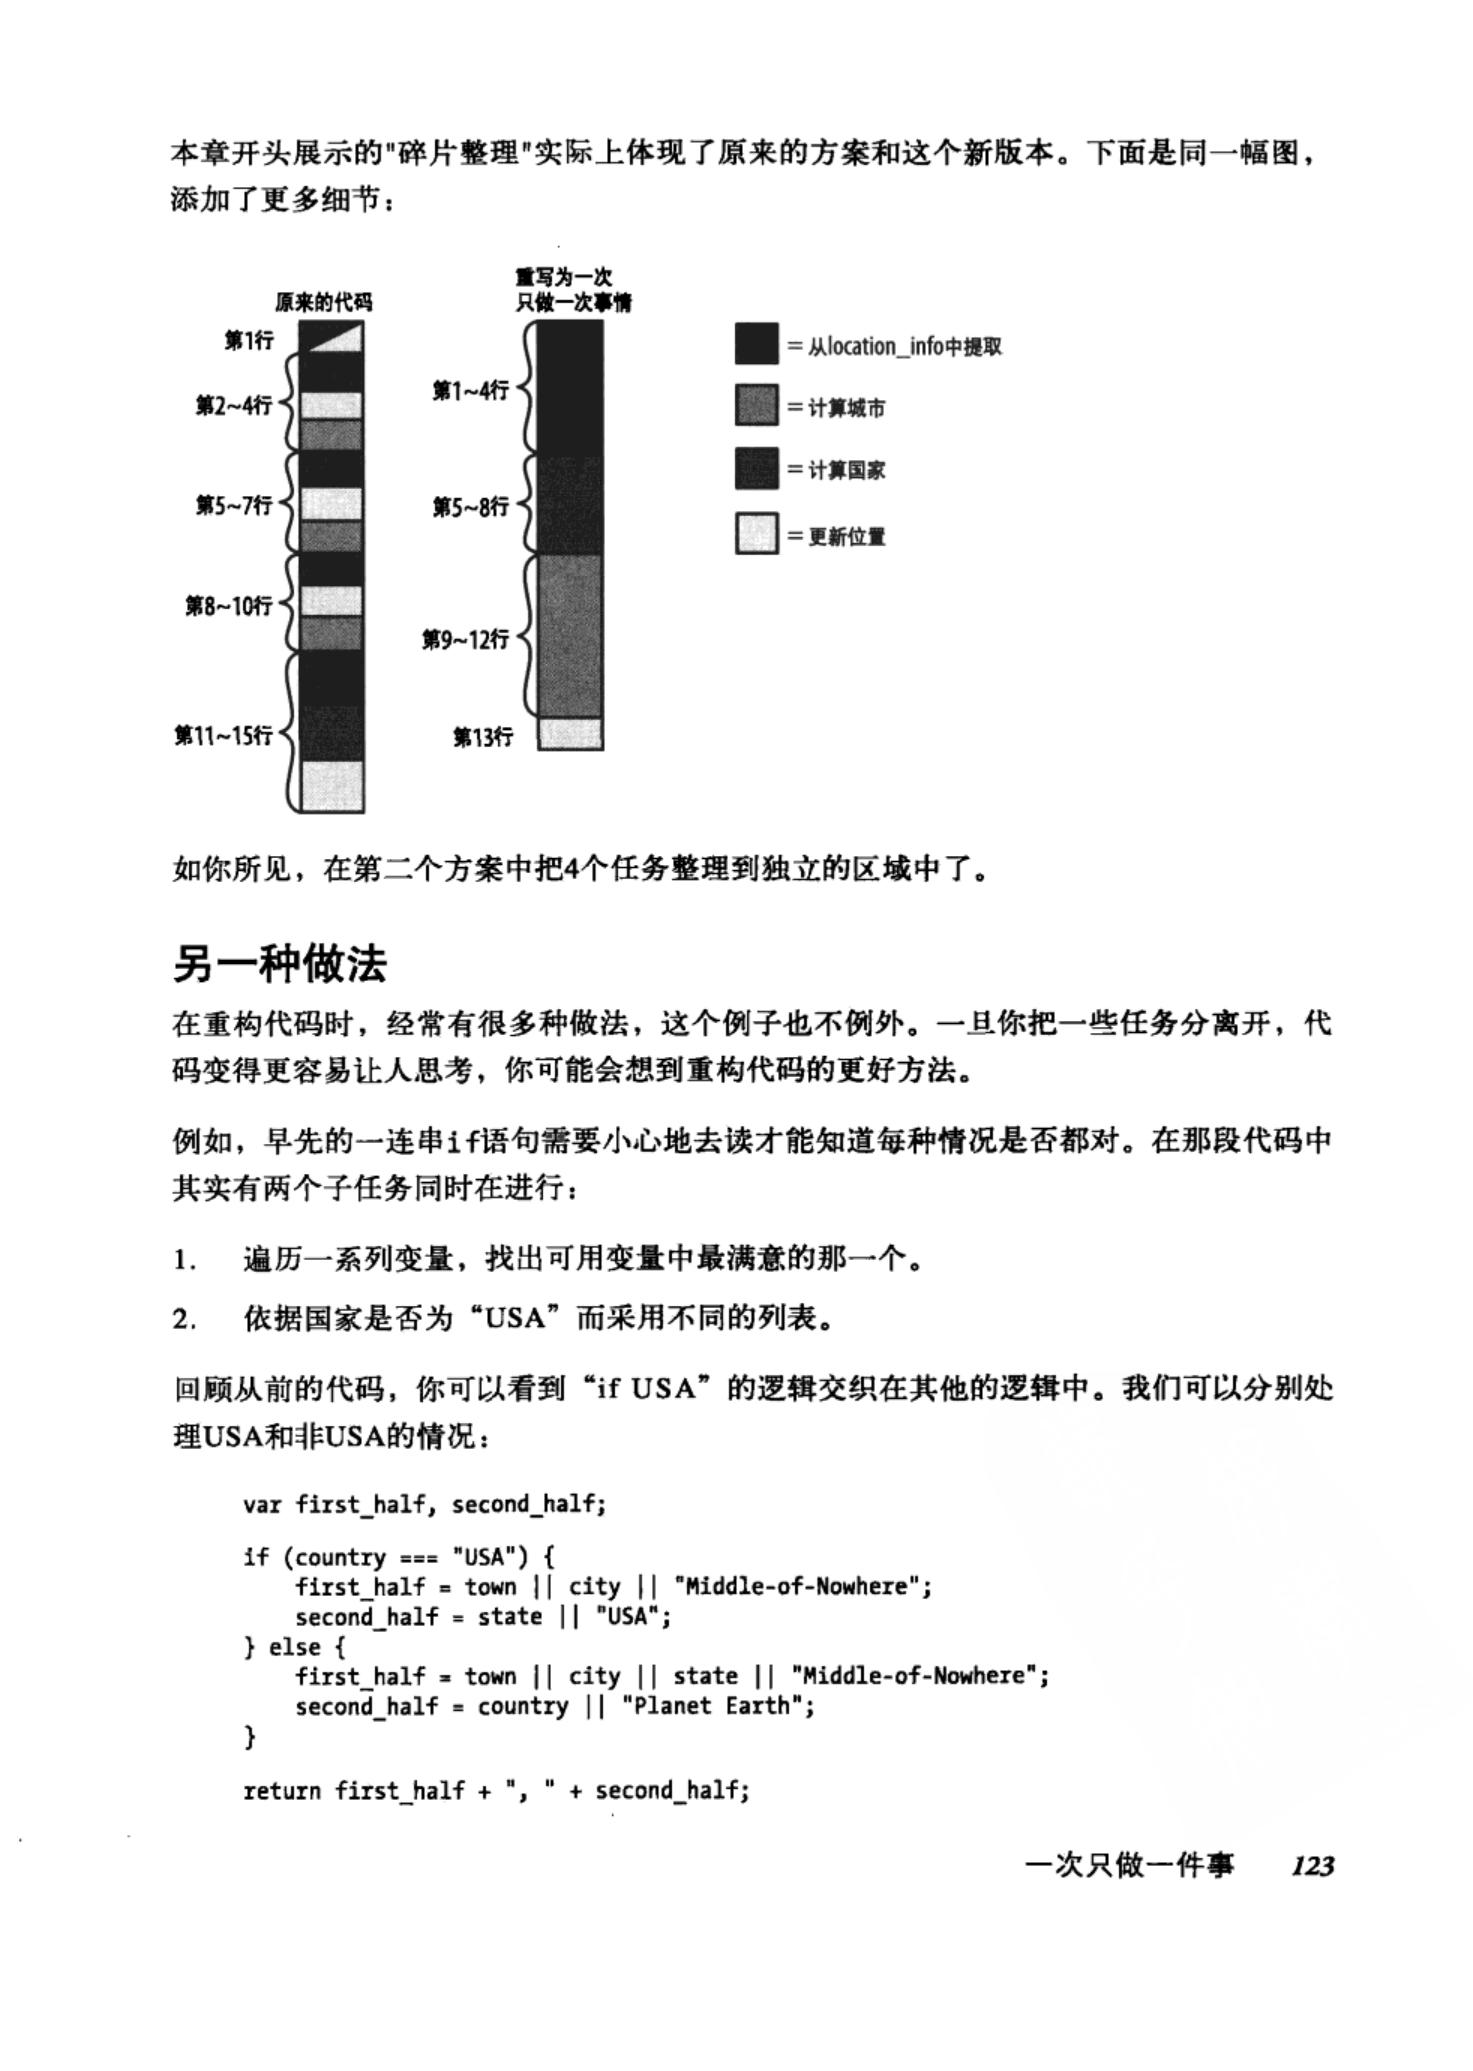 本章开头展示的"碎片整理"实际上体现了原来的方案和这个新版本。下面是同一幅图，
添加了更多细节：
原来的代码
重写为一次
只做一次事情
第1行
第2~4行
第5~7行
第8~10行
第11~15行
第1~4行
第5~8行
第9~12行
第13行
= 从location_info中提取
= 计算城市
= 计算国家
= 更新位置
如你所见，在第二个方案中把4个任务整理到独立的区域中了。
另一种做法
在重构代码时，经常有很多种做法，这个例子也不例外。一旦你把一些任务分离开，代
码变得更容易让人思考，你可能会想到重构代码的更好方法。
例如，早先的一连串if语句需要小心地去读才能知道每种情况是否都对。在那段代码中
其实有两个子任务同时在进行：
1. 遍历一系列变量，找出可用变量中最满意的那一个。
2. 依据国家是否为“USA”而采用不同的列表。
回顾从前的代码，你可以看到“if USA”的逻辑交织在其他的逻辑中。我们可以分别处
理USA和非USA的情况：
var first_half, second_half;
if (country === "USA") {
    first_half = town || city || "Middle-of-Nowhere";
    second_half = state || "USA";
} else {
    first_half = town || city || state || "Middle-of-Nowhere";
    second_half = country || "Planet Earth";
}
return first_half + ", " + second_half;
一次只做一件事 123